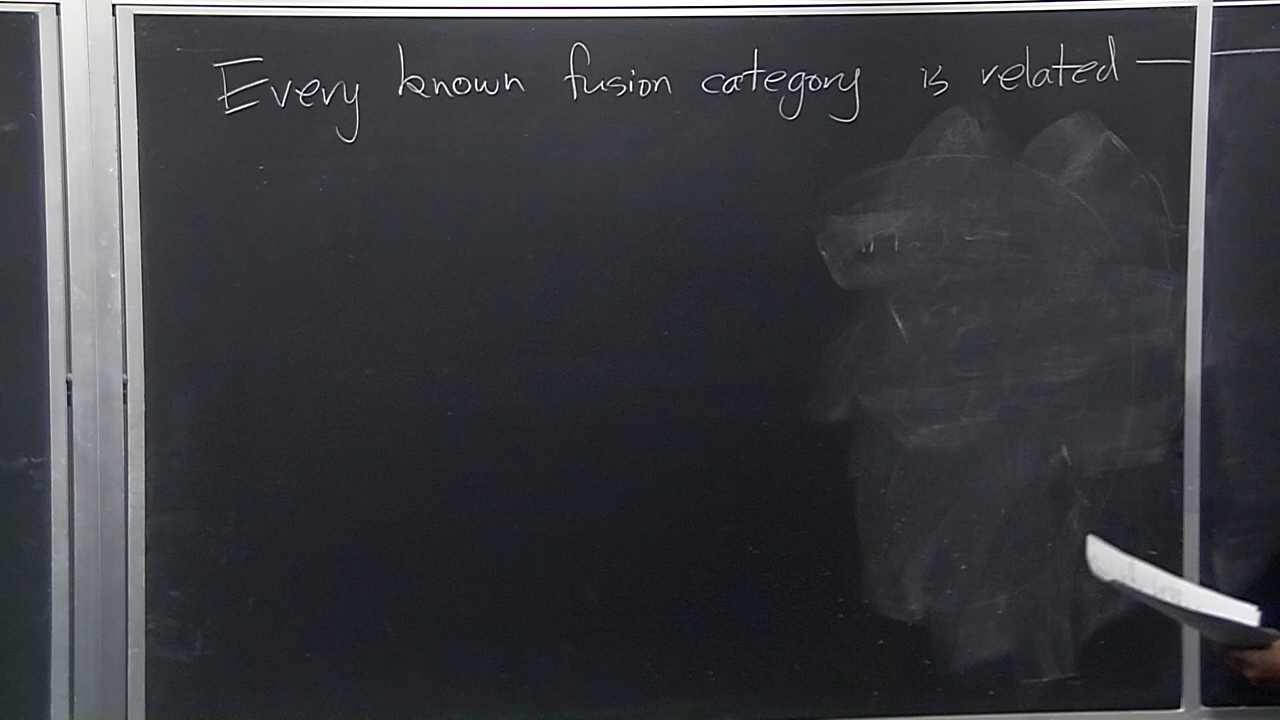 Every known fusion category is related —